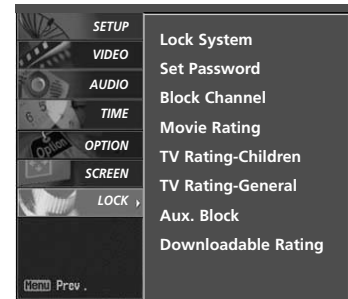 SETUP
VIDEO
AUDIO
TIME
OPTION
SCREEN
LOCK
Lock System
Set Password
Block Channel
Movie Rating
TV Rating-Children
TV Rating-General
Aux. Block
Downloadable Rating
Menu Prev.